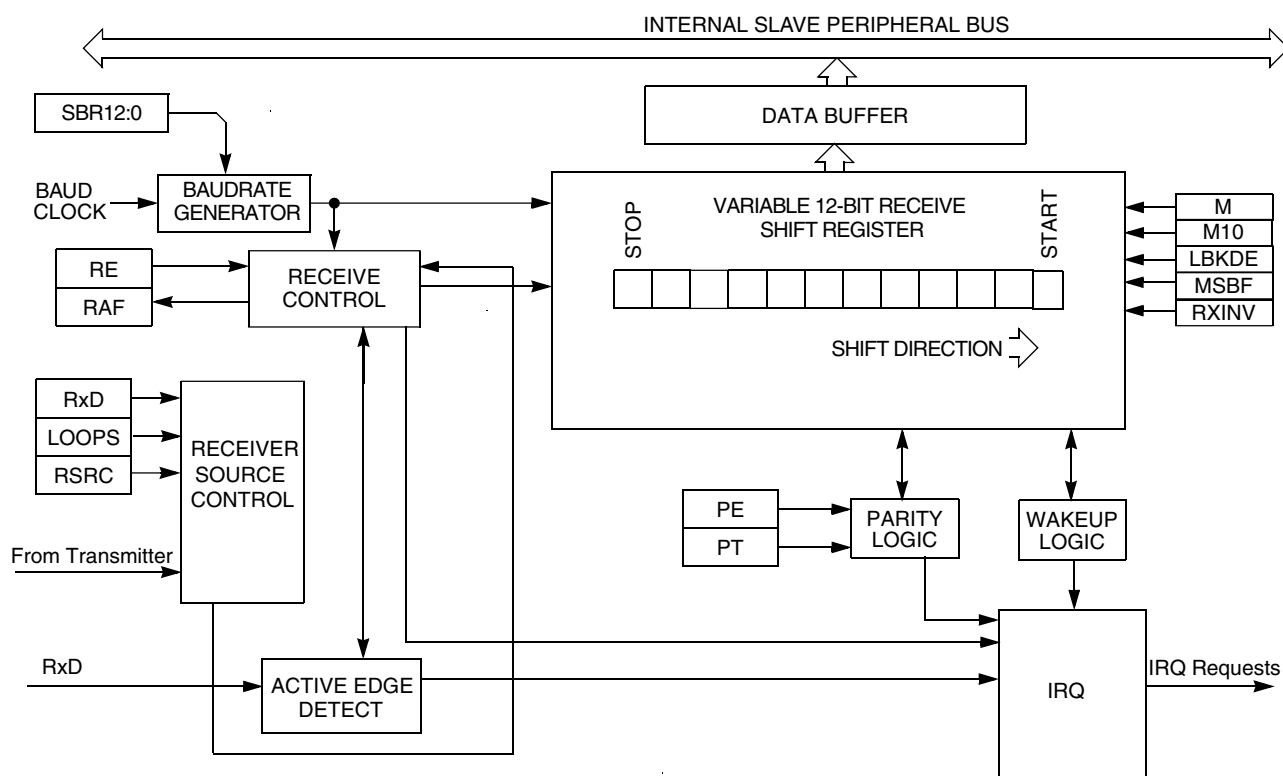 INTERNAL SLAVE PERIPHERAL BUS
SBR12:0
DATA BUFFER
BAUD
CLOCK
BAUDRATE
GENERATOR
STOP
VARIABLE 12-BIT RECEIVE
SHIFT REGISTER
START
M
M10
LBKDE
MSBF
RXINV
RE
RAF
RECEIVE
CONTROL
SHIFT DIRECTION
RxD
LOOPS
RSRC
RECEIVER
SOURCE
CONTROL
From Transmitter
PE
PT
PARITY
LOGIC
WAKEUP
LOGIC
RxD
ACTIVE EDGE
DETECT
IRQ
IRQ Requests